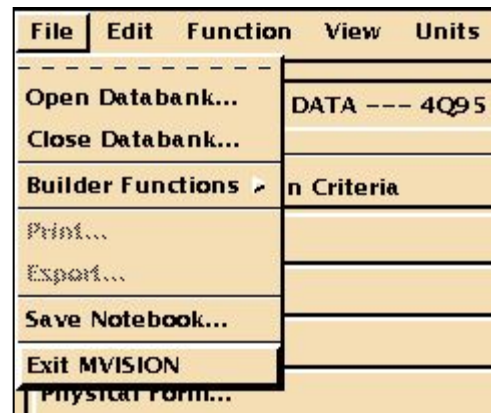 File Edit Function View Units
Open Databank...
DATA --- 4Q95
Close Databank...
Builder Functions
n Criteria
Print...
Export...
Save Notebook...
Exit MVISION
Physical Form...